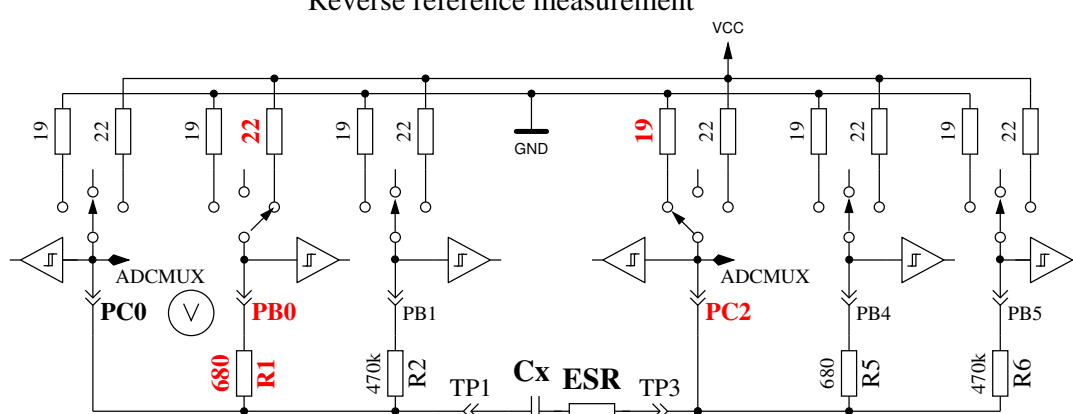 Reverse reference measurement
VCC
19 22 19 22 19 22 19 22 19 22 19 22
GND
ADCMUX ADCMUX
PC0 V PB0 PB1 PC2 PB4 PB5
680 R1 470k R2 680 R5 470k R6
TP1 Cx ESR TP3